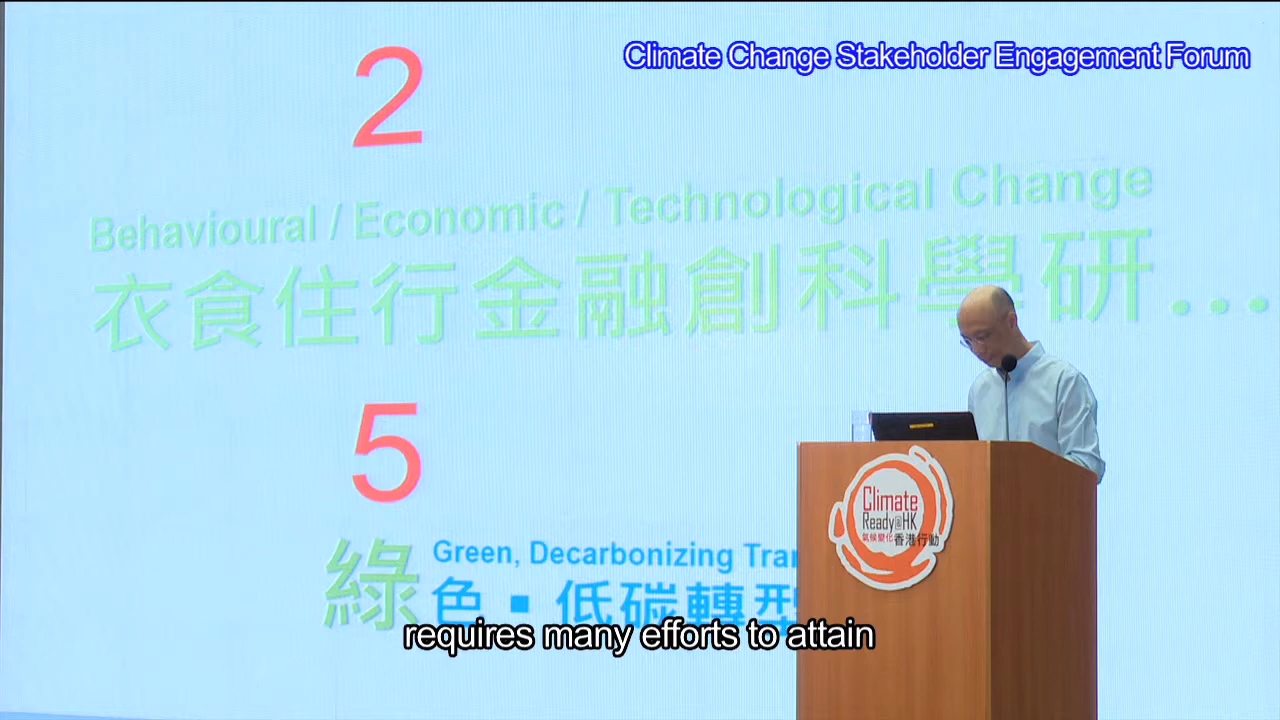 Climate Change Stakeholder Engagement Forum
2
Behavioural / Economic / Technological Change
衣食住行金融創科學研...
5
綠
Green, Decarbonizing
色▪低碳轉型
Climate
Ready@HK
氣候變化香港行動
requires many efforts to attain